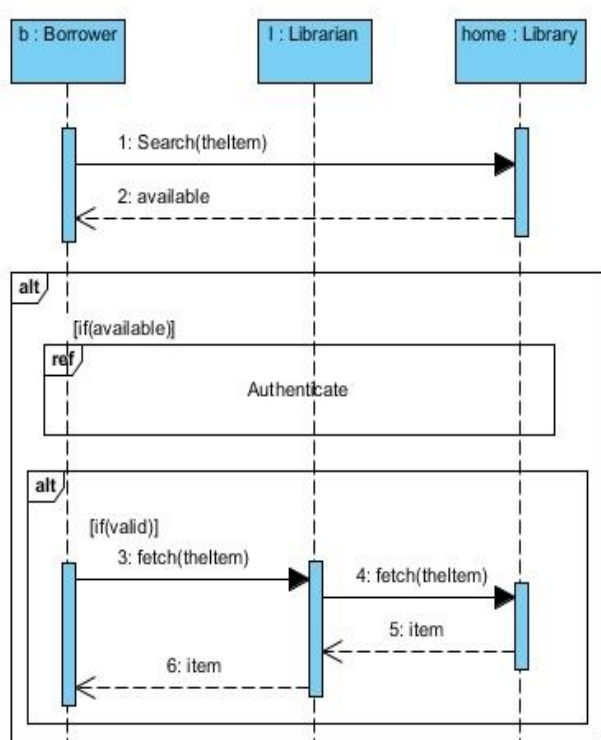 b : Borrower
l : Librarian
home : Library
1: Search(theItem)
2: available
alt
[if(available)]
ref
Authenticate
alt
[if(valid)]
3: fetch(theItem)
4: fetch(theItem)
5: item
6: item